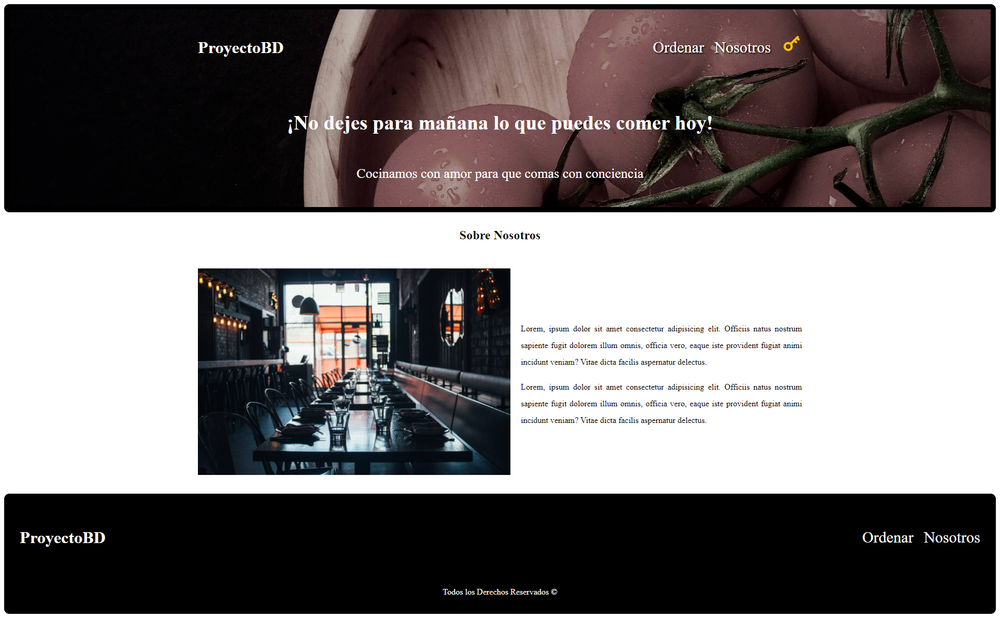 ProyectoBD
Ordenar Nosotros
¡No dejes para mañana lo que puedes comer hoy!
Cocinamos con amor para que comas con conciencia
Sobre Nosotros
Lorem, ipsum dolor sit amet consectetur adipisicing elit. Officiis natus nostrum
sapiente fugit dolorem illum omnis, officia vero, eaque iste provident fugiat animi
incidunt veniam? Vitae dicta facilis aspernatur delectus.
Lorem, ipsum dolor sit amet consectetur adipisicing elit. Officiis natus nostrum
sapiente fugit dolorem illum omnis, officia vero, eaque iste provident fugiat animi
incidunt veniam? Vitae dicta facilis aspernatur delectus.
ProyectoBD
Ordenar Nosotros
Todos los Derechos Reservados ©